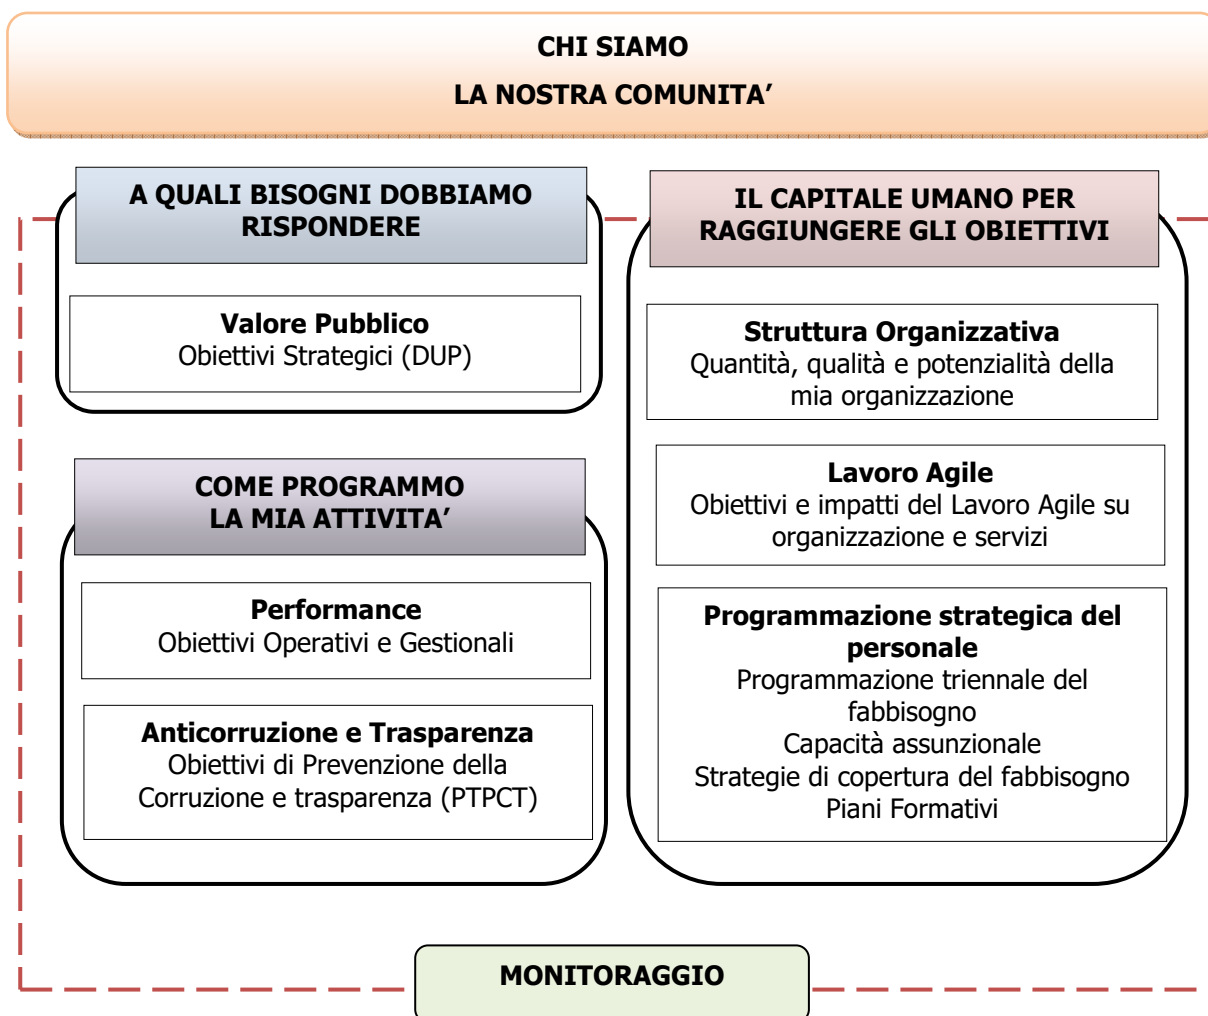 CHI SIAMO
LA NOSTRA COMUNITA’
A QUALI BISOGNI DOBBIAMO
RISPONDERE
Valore Pubblico
Obiettivi Strategici (DUP)
COME PROGRAMMO
LA MIA ATTIVITA’
Performance
Obiettivi Operativi e Gestionali
Anticorruzione e Trasparenza
Obiettivi di Prevenzione della
Corruzione e trasparenza (PTPCT)
IL CAPITALE UMANO PER
RAGGIUNGERE GLI OBIETTIVI
Struttura Organizzativa
Quantità, qualità e potenzialità della
mia organizzazione
Lavoro Agile
Obiettivi e impatti del Lavoro Agile su
organizzazione e servizi
Programmazione strategica del
personale
Programmazione triennale del
fabbisogno
Capacità assunzionale
Strategie di copertura del fabbisogno
Piani Formativi
MONITORAGGIO